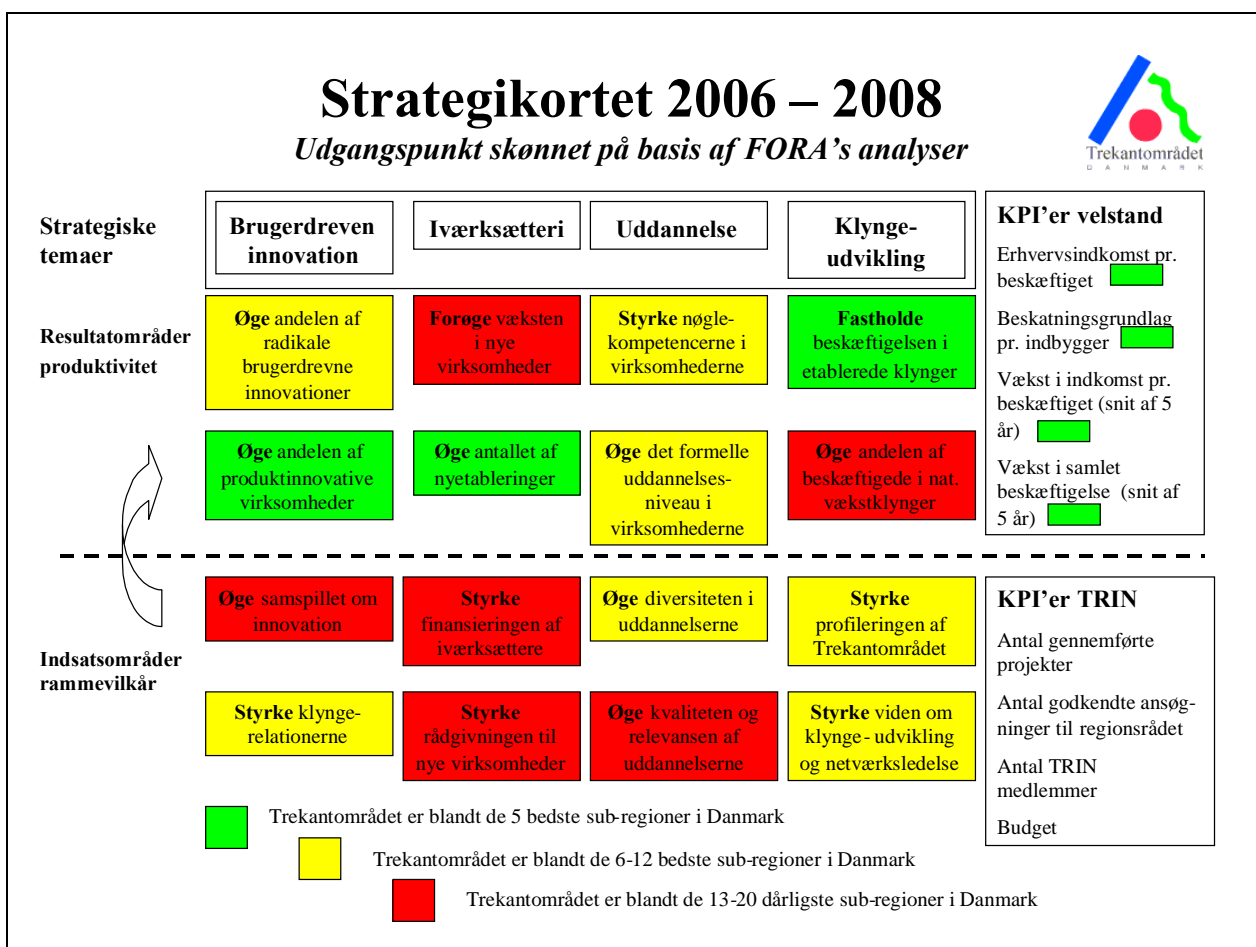 Strategikortet 2006 – 2008
Udgangspunkt skønnet på basis af FORA's analyser
Trekantområdet
DANMARK
Strategiske
temaer
Brugerdreven
innovation
Iværksætteri
Uddannelse
Klynge-
udvikling
Resultatområder
produktivitet
Øge andelen af
radikale
brugerdrevne
innovationer
Forøge væksten
i nye
virksomheder
Styrke nøgle-
kompetencerne i
virksomhederne
Fastholde
beskæftigelsen i
etablerede klynger
Øge andelen af
produktinnovative
virksomheder
Øge antallet af
nyetableringer
Øge det formelle
uddannelses-
niveau i
virksomhederne
Øge andelen af
beskæftigede i nat.
vækstklynger
KPI'er velstand
Erhvervsindkomst pr.
beskæftiget
Beskatningsgrundlag
pr. indbygger
Vækst i indkomst pr.
beskæftiget (snit af 5
år)
Vækst i samlet
beskæftigelse (snit af
5 år)
Indsatsområder
rammevilkår
Øge samspillet om
innovation
Styrke
finansieringen af
iværksættere
Øge diversiteten i
uddannelserne
Styrke
profileringen af
Trekantområdet
Styrke klynge-
relationerne
Styrke
rådgivningen til
nye virksomheder
Øge kvaliteten og
relevansen af
uddannelserne
Styrke viden om
klynge- udvikling
og netværksledelse
KPI'er TRIN
Antal gennemførte
projekter
Antal godkendte ansøg-
ninger til regionsrådet
Antal TRIN
medlemmer
Budget
Trekantområdet er blandt de 5 bedste sub-regioner i Danmark
Trekantområdet er blandt de 6-12 bedste sub-regioner i Danmark
Trekantområdet er blandt de 13-20 dårligste sub-regioner i Danmark